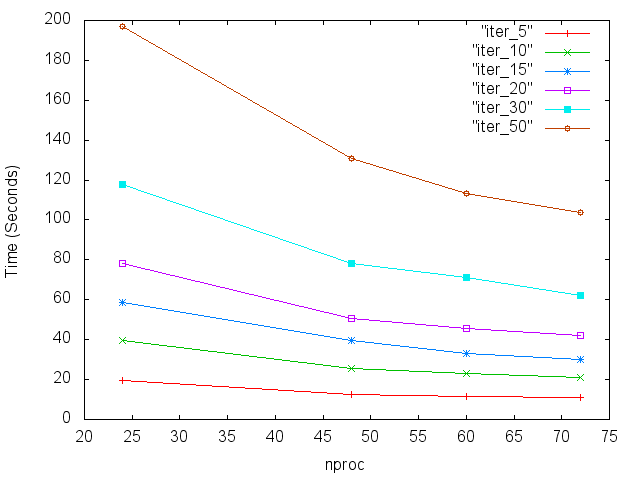 200
180
160
140
120
100
80
60
40
20
0
Time (Seconds)
"iter_5"
"iter_10"
"iter_15"
"iter_20"
"iter_30"
"iter_50"
20 25 30 35 40 45 50 55 60 65 70 75
nproc